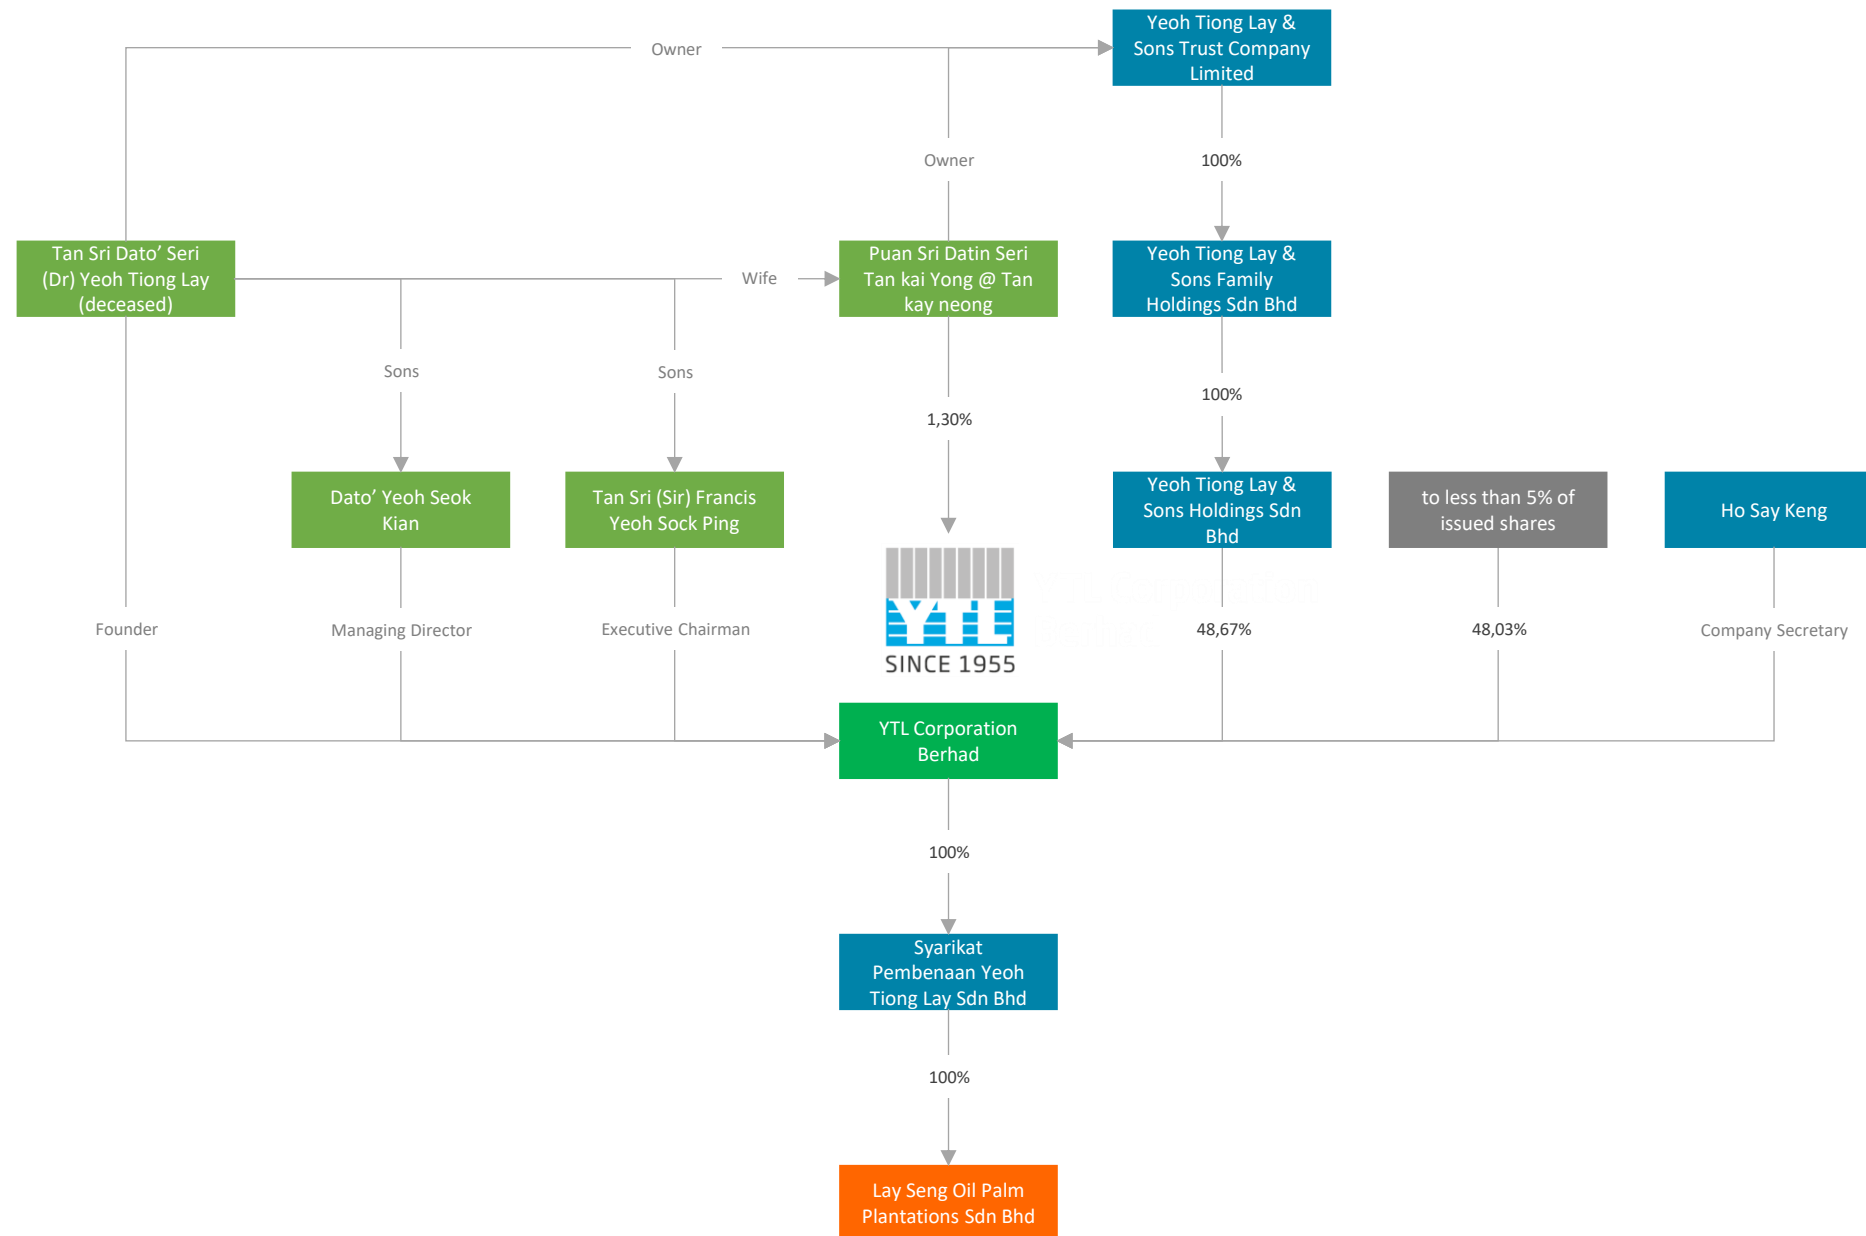 Yeoh Tiong Lay &
Sons Trust Company
Limited
Owner
Owner
100%
Tan Sri Dato’ Seri
(Dr) Yeoh Tiong Lay
(deceased)
Wife
Puan Sri Datin Seri
Tan kai Yong @ Tan
kay neong
Yeoh Tiong Lay &
Sons Family
Holdings Sdn Bhd
Sons
Sons
1,30%
100%
Dato’ Yeoh Seok
Kian
Tan Sri (Sir) Francis
Yeoh Sock Ping
Yeoh Tiong Lay &
Sons Holdings Sdn
Bhd
to less than 5% of
issued shares
Ho Say Keng
YTL
SINCE 1955
Founder
Managing Director
Executive Chairman
48,67%
48,03%
Company Secretary
YTL Corporation
Berhad
100%
Syarikat
Pembenaan Yeoh
Tiong Lay Sdn Bhd
100%
Lay Seng Oil Palm
Plantations Sdn Bhd